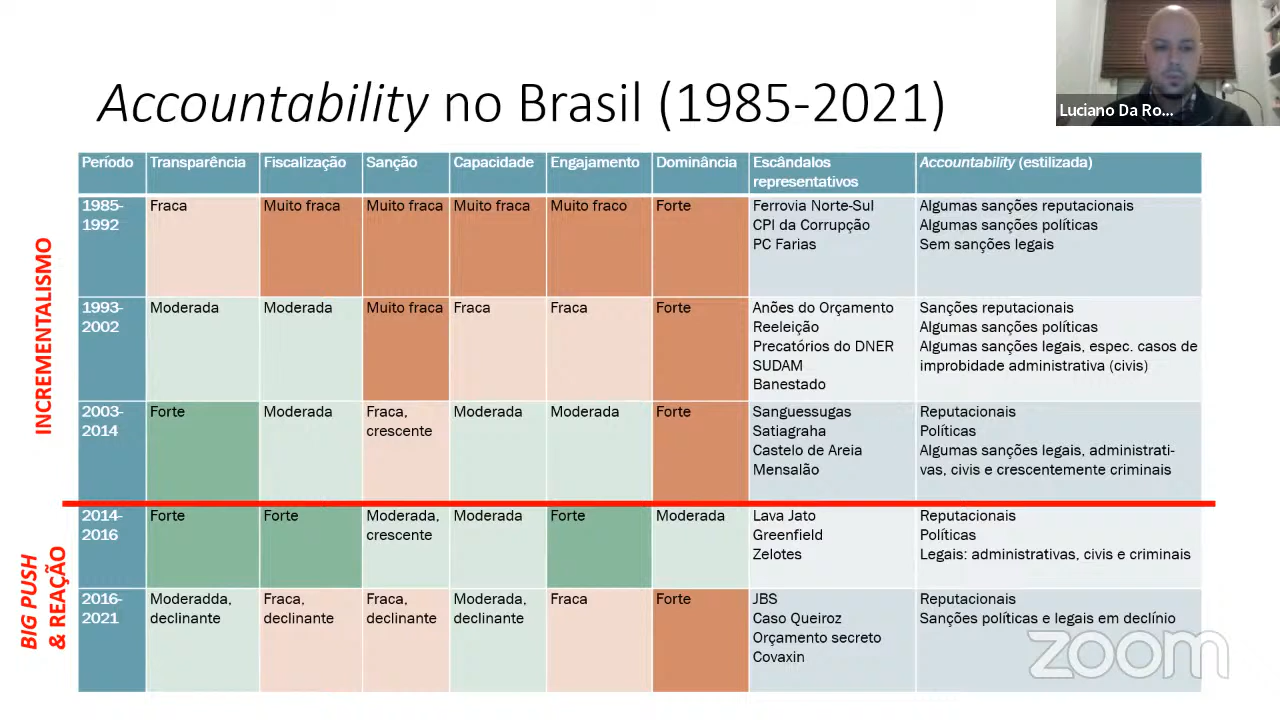 Luciano Da Ro...
Accountability no Brasil (1985-2021)
Período Transparência Fiscalização Sanção Capacidade Engajamento Dominância Escândalos representativos Accountability (estilizada)
INCREMENTALISMO
1985-1992 Fraca Muito fraca Muito fraca Muito fraca Muito fraco Forte
Ferrovia Norte-Sul
CPI da Corrupção
PC Farias
Algumas sanções reputacionais
Algumas sanções políticas
Sem sanções legais
1993-2002 Moderada Moderada Muito fraca Fraca Fraca Forte
Anões do Orçamento
Reeleição
Precatórios do DNER
SUDAM
Banestado
Sanções reputacionais
Algumas sanções políticas
Algumas sanções legais, espec. casos de
improbidade administrativa (civis)
2003-2014 Forte Moderada Fraca, crescente Moderada Moderada Forte
Sanguessugas
Satiagraha
Castelo de Areia
Mensalão
Reputacionais
Políticas
Algumas sanções legais, administrati-
vas, civis e crescentemente criminais
BIG PUSH
& REAÇÃO
2014-2016 Forte Forte Moderada, crescente Moderada Forte Moderada
Lava Jato
Greenfield
Zelotes
Reputacionais
Políticas
Legais: administrativas, civis e criminais
2016-2021 Moderadda, declinante Fraca, declinante Fraca, declinante Moderada, declinante Fraca Forte
JBS
Caso Queiroz
Orçamento secreto
Covaxin
Reputacionais
Sanções políticas e legais em declínio
zoom